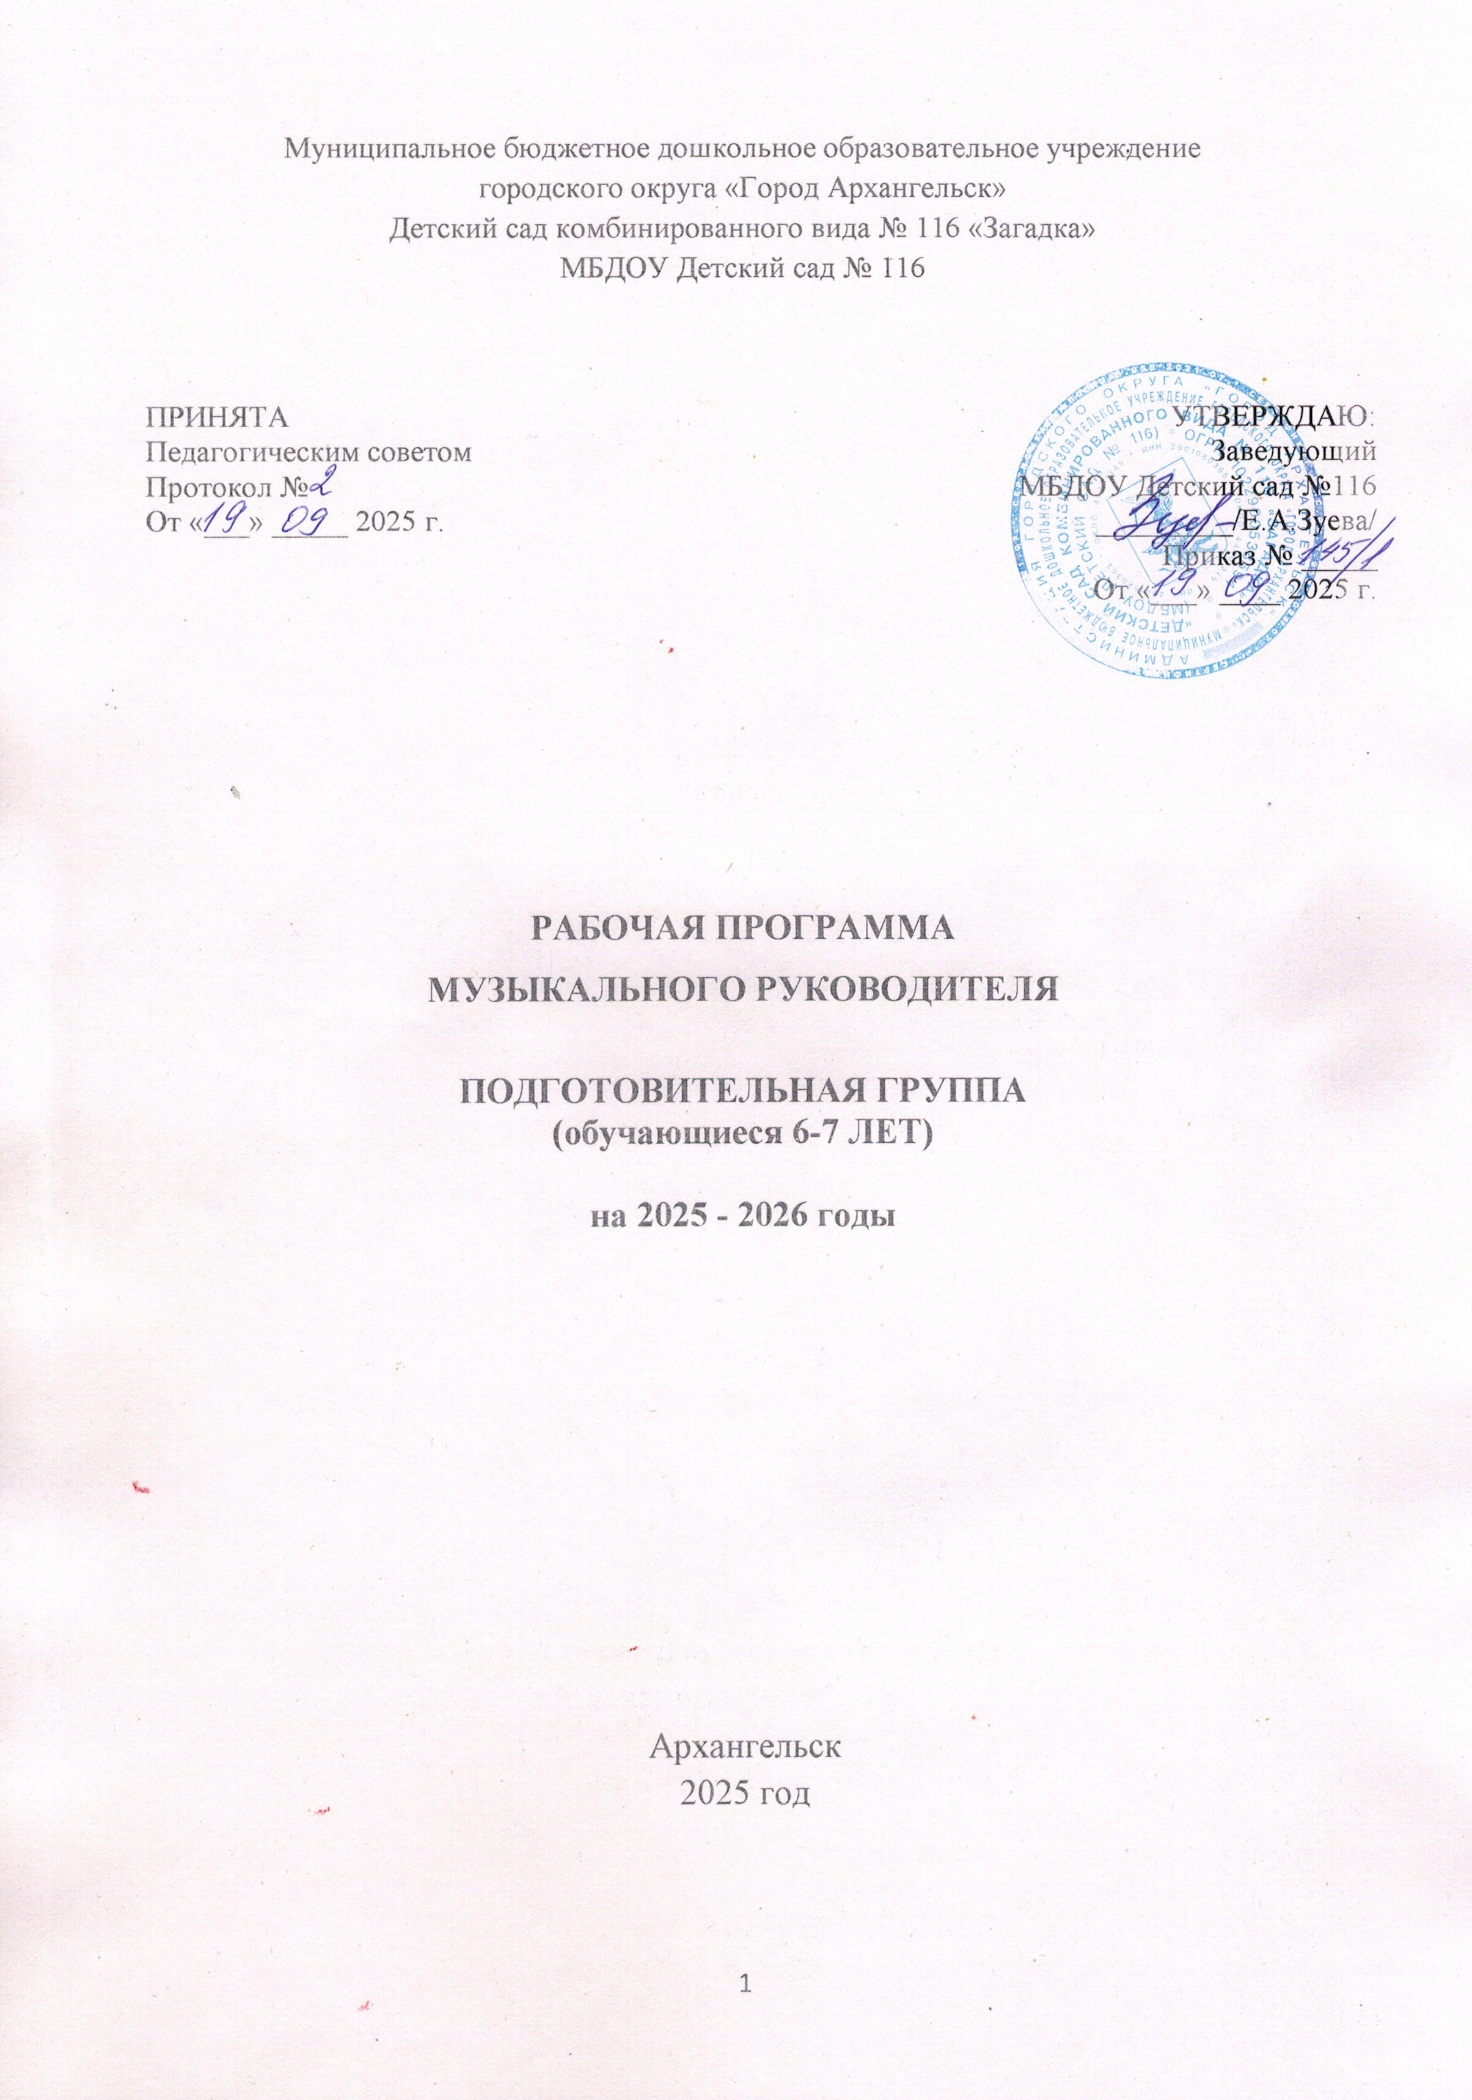 Муниципальное бюджетное дошкольное образовательное учреждение
городского округа «Город Архангельск»
Детский сад комбинированного вида № 116 «Загадка»
МБДОУ Детский сад № 116
ПРИНЯТА
Педагогическим советом
Протокол №2
От «19» 09 2025 г.
УТВЕРЖДАЮ:
Заведующий
МБДОУ Детский сад №116
/Е.А.Зуева/
Приказ № 145/1
От «19» 09 2025 г.
РАБОЧАЯ ПРОГРАММА
МУЗЫКАЛЬНОГО РУКОВОДИТЕЛЯ
ПОДГОТОВИТЕЛЬНАЯ ГРУППА
(обучающиеся 6-7 ЛЕТ)
на 2025 - 2026 годы
Архангельск
2025 год
1